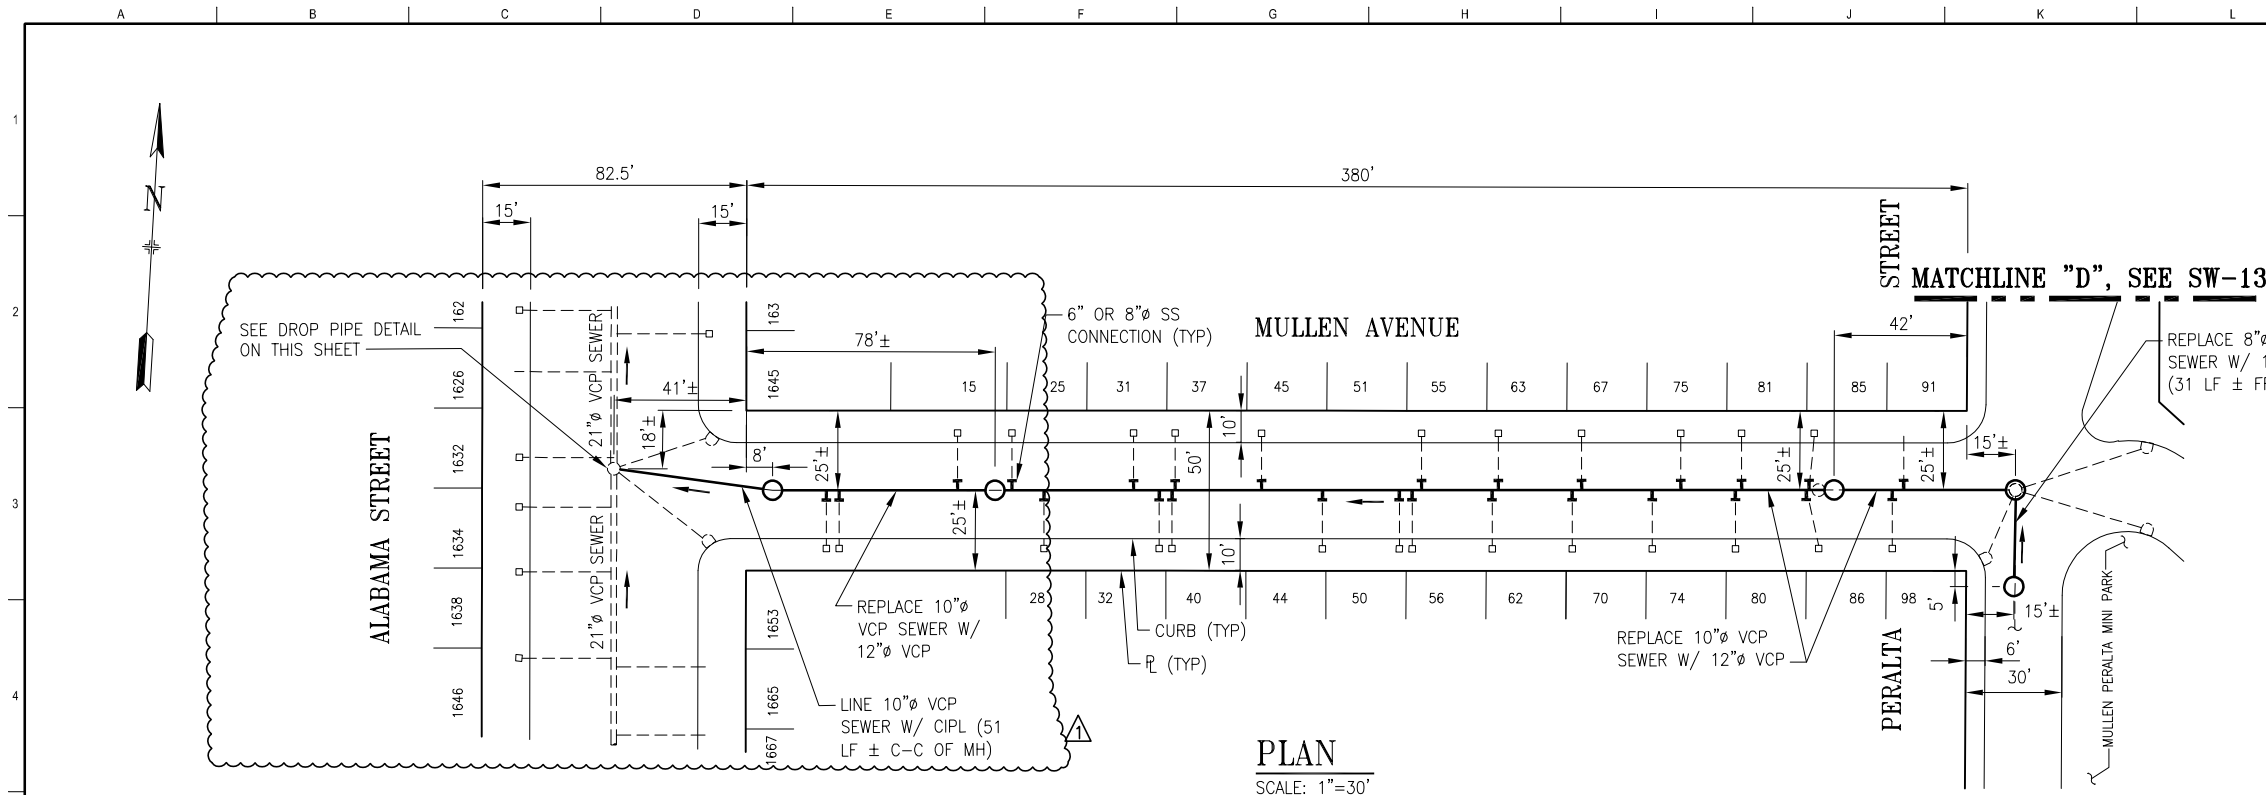 A B C D E F G H I J K L
1
2
3
4
N
82.5'
380'
15'
15'
STREET
MATCHLINE "D", SEE SW-13
SEE DROP PIPE DETAIL
ON THIS SHEET
162
1626
1632
1634
1638
1646
ALABAMA STREET
21"ø VCP SEWER
21"ø VCP SEWER
163
1645
78'±
41'±
18'±
8'
25'±
25'±
6" OR 8"ø SS
CONNECTION (TYP)
MULLEN AVENUE
42'
REPLACE 8"ø
SEWER W/ 1
(31 LF ±
15 25 31 37 45 51 55 63 67 75 81 85 91
10'
50'
10'
25'±
25'±
15'±
28 32 40 44 50 56 62 70 74 80 86 98
5'
15'±
6'
30'
1653
1665
1667
REPLACE 10"ø
VCP SEWER W/
12"ø VCP
CURB (TYP)
PL (TYP)
REPLACE 10"ø VCP
SEWER W/ 12"ø VCP
LINE 10"ø VCP
SEWER W/ CIPL (51
LF ± C-C OF MH)
1
PERALTA
MULLEN PERALTA MINI PARK
PLAN
SCALE: 1"=30'